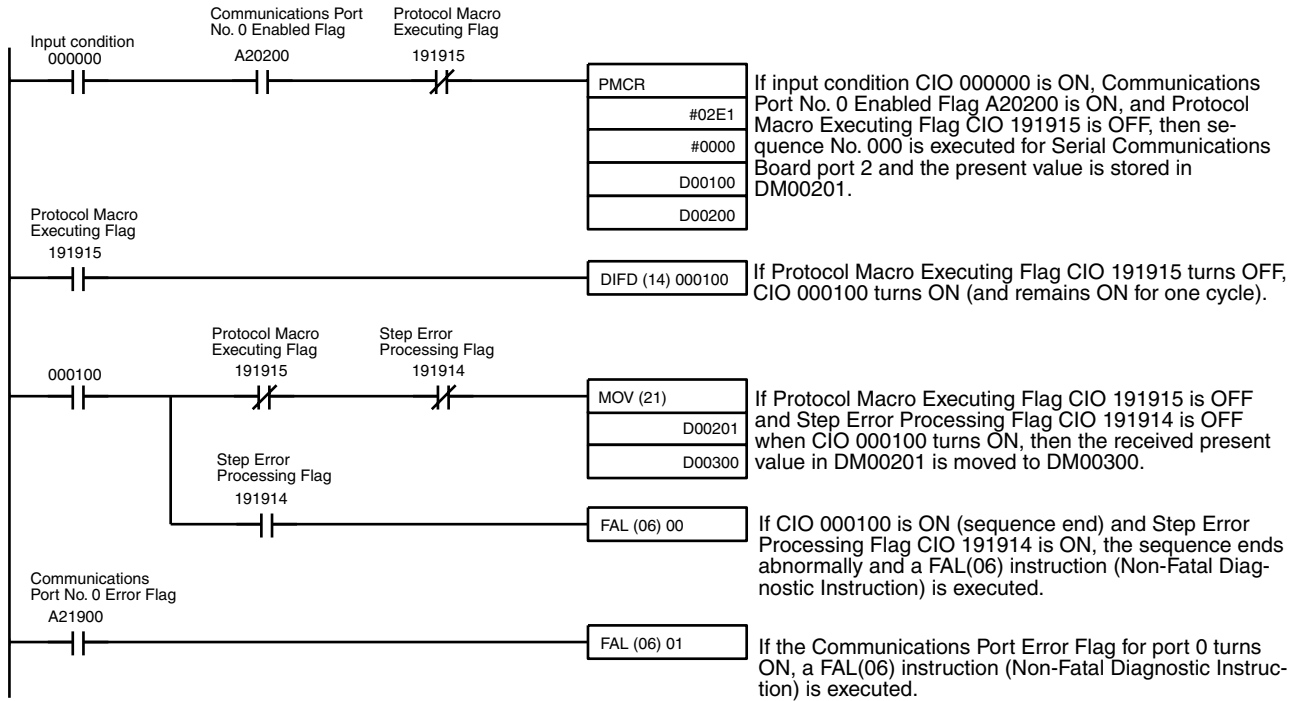 Communications Port
No. 0 Enabled Flag
Protocol Macro
Executing Flag
Input condition
000000
A20200
191915
PMCR
#02E1
#0000
D00100
D00200
If input condition CIO 000000 is ON, Communications
Port No. 0 Enabled Flag A20200 is ON, and Protocol
Macro Executing Flag CIO 191915 is OFF, then se-
quence No. 000 is executed for Serial Communications
Board port 2 and the present value is stored in
DM00201.
Protocol Macro
Executing Flag
191915
DIFD (14) 000100
If Protocol Macro Executing Flag CIO 191915 turns OFF,
CIO 000100 turns ON (and remains ON for one cycle).
000100
Protocol Macro
Executing Flag
191915
Step Error
Processing Flag
191914
MOV (21)
D00201
D00300
If Protocol Macro Executing Flag CIO 191915 is OFF
and Step Error Processing Flag CIO 191914 is OFF
when CIO 000100 turns ON, then the received present
value in DM00201 is moved to DM00300.
Step Error
Processing Flag
191914
FAL (06) 00
If CIO 000100 is ON (sequence end) and Step Error
Processing Flag CIO 191914 is ON, the sequence ends
abnormally and a FAL(06) instruction (Non-Fatal Diag-
nostic Instruction) is executed.
Communications
Port No. 0 Error Flag
A21900
FAL (06) 01
If the Communications Port Error Flag for port 0 turns
ON, a FAL(06) instruction (Non-Fatal Diagnostic Instruc-
tion) is executed.